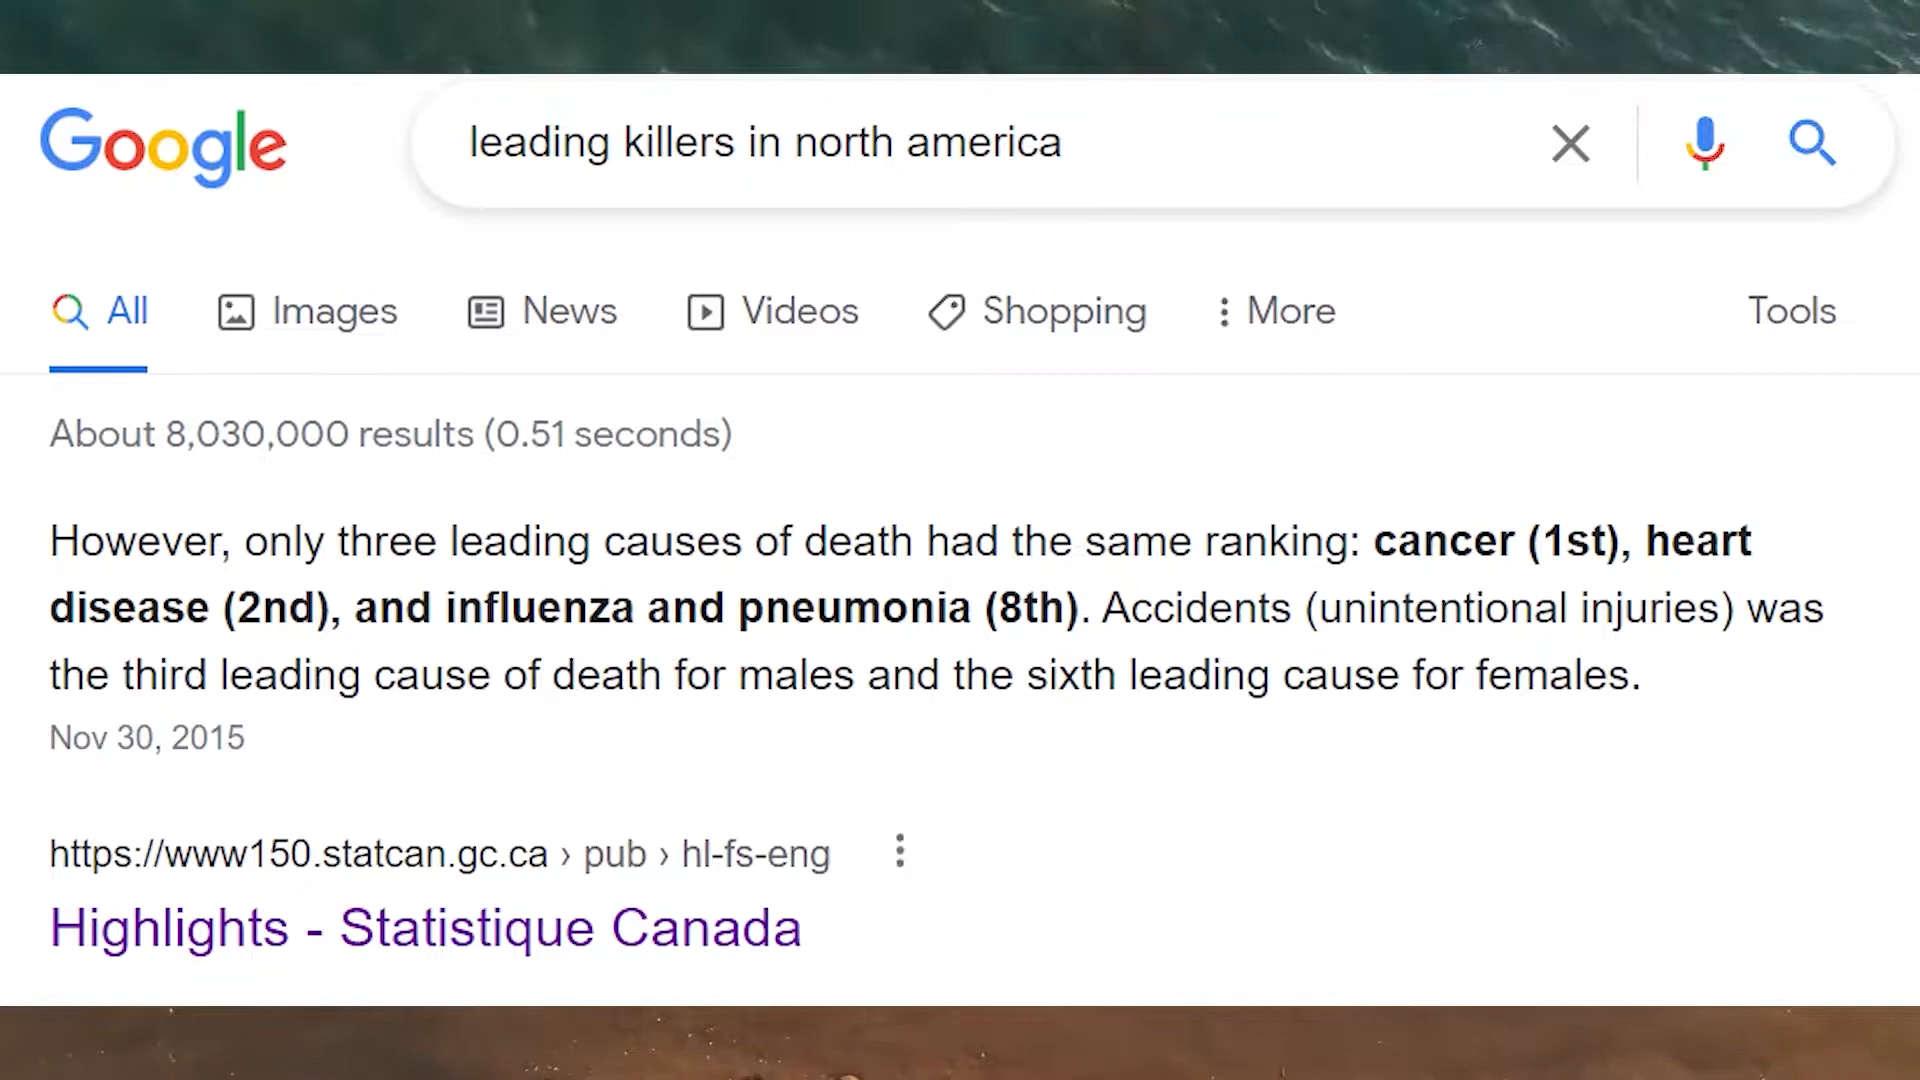 Google
leading killers in north america
All Images News Videos Shopping More Tools
About 8,030,000 results (0.51 seconds)
However, only three leading causes of death had the same ranking: cancer (1st), heart
disease (2nd), and influenza and pneumonia (8th). Accidents (unintentional injuries) was
the third leading cause of death for males and the sixth leading cause for females.
Nov 30, 2015
https://www150.statcan.gc.ca › pub › hl-fs-eng
Highlights - Statistique Canada